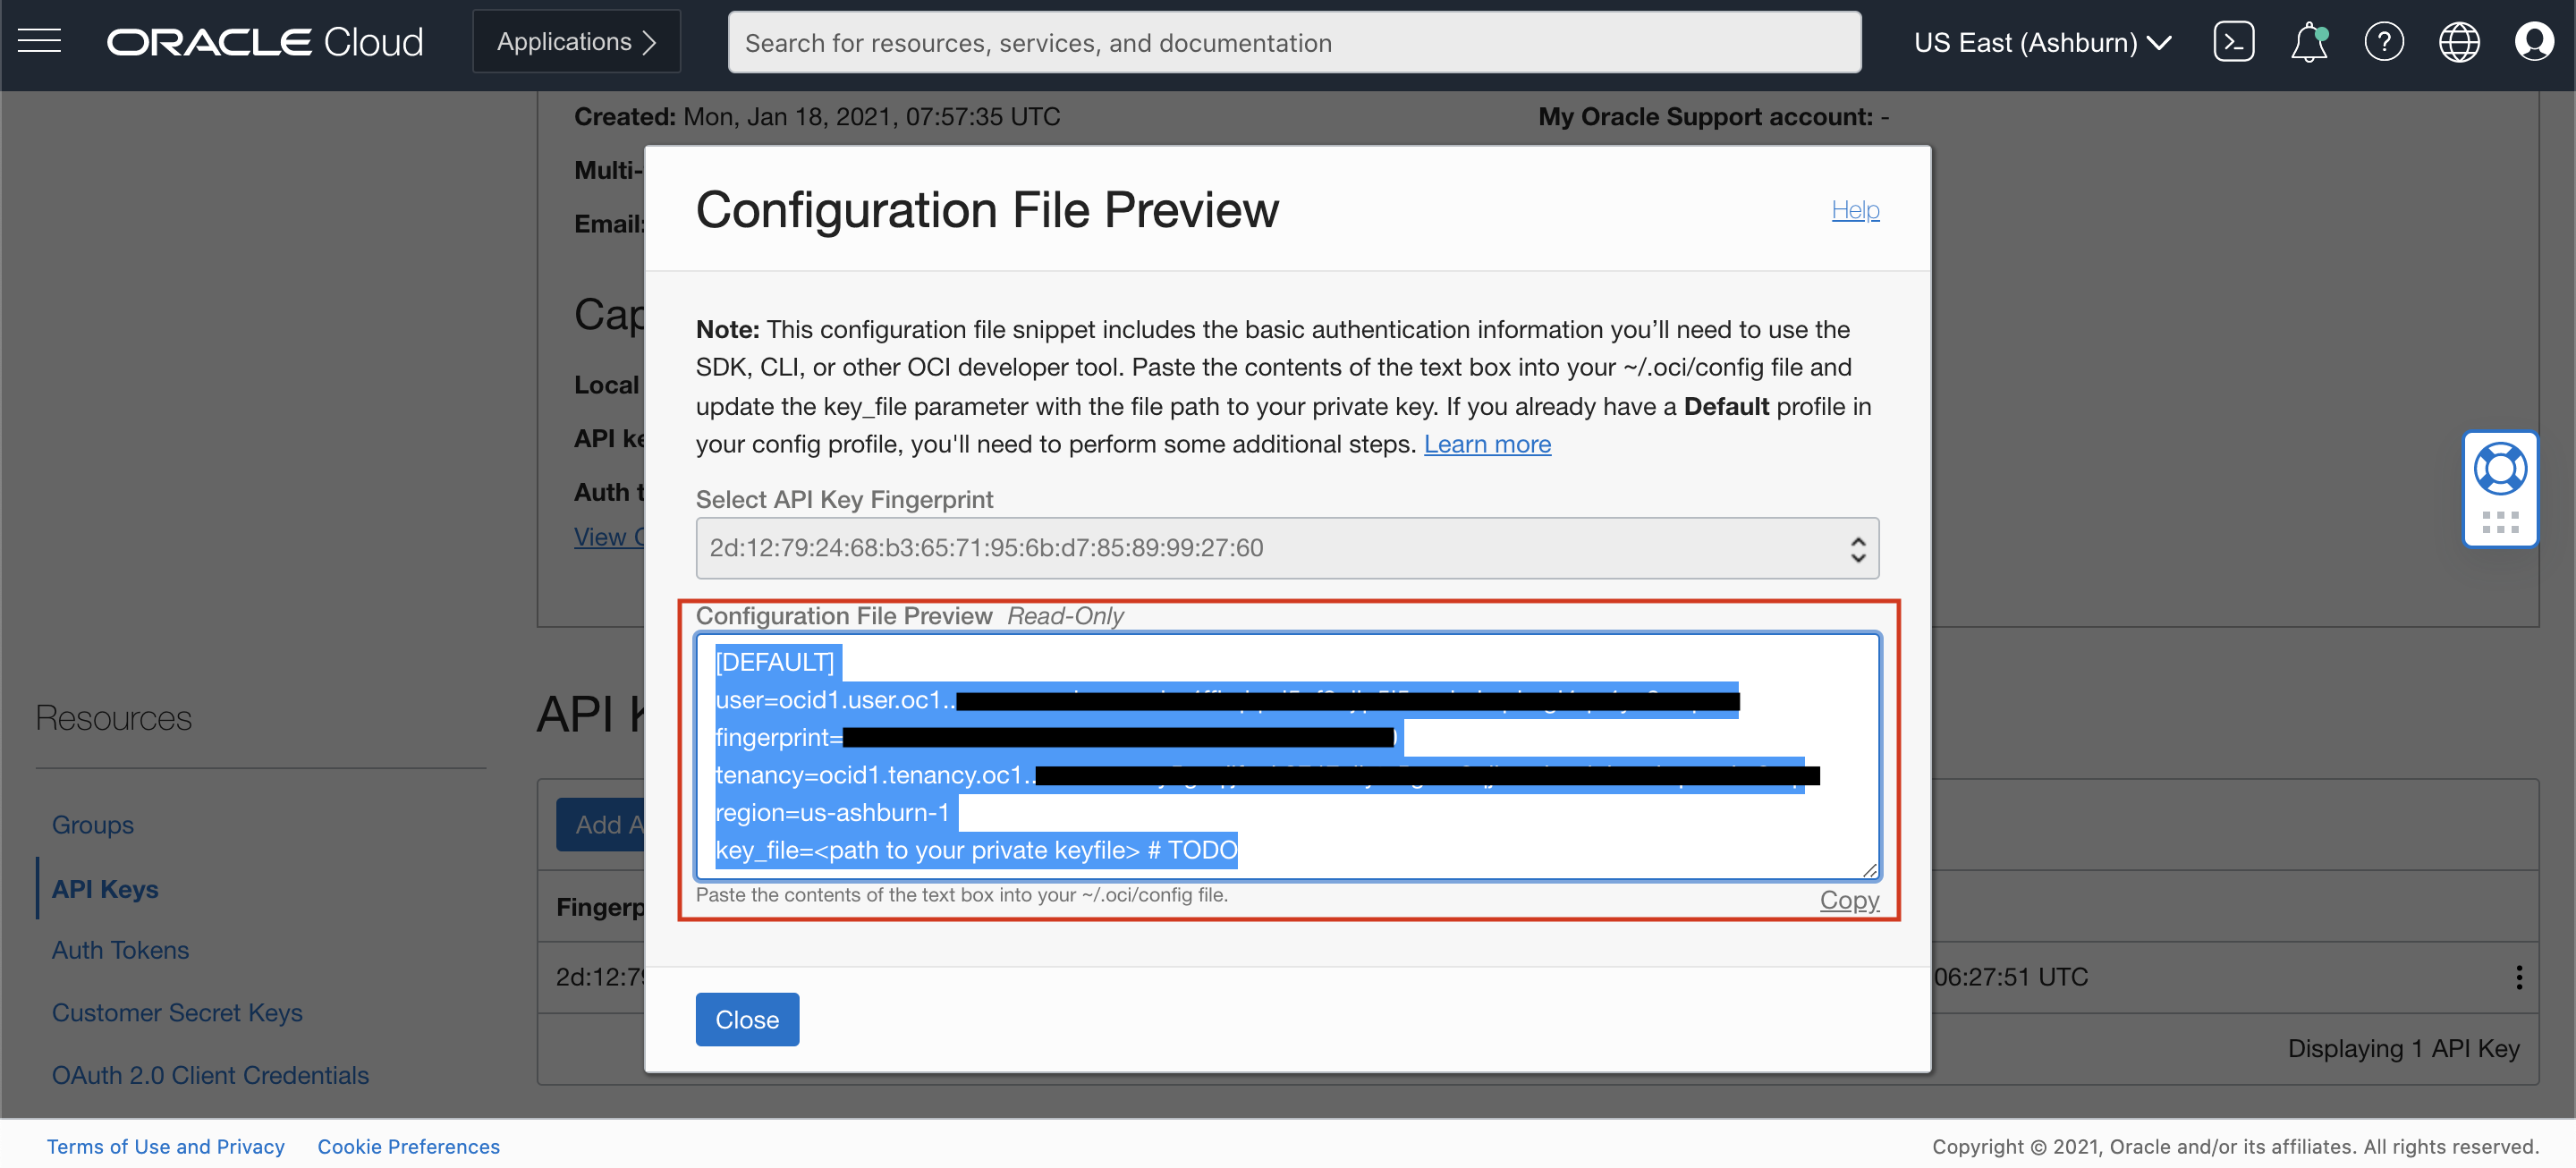 ORACLE Cloud
Applications
Search for resources, services, and documentation
US East (Ashburn)
Created: Mon, Jan 18, 2021, 07:57:35 UTC
My Oracle Support account: -
Multi-
Email:
Configuration File Preview
Help
Note: This configuration file snippet includes the basic authentication information you’ll need to use the
SDK, CLI, or other OCI developer tool. Paste the contents of the text box into your ~/.oci/config file and
update the key_file parameter with the file path to your private key. If you already have a Default profile in
your config profile, you'll need to perform some additional steps. Learn more
Cap
Local
API ke
Auth t
View
Select API Key Fingerprint
2d:12:79:24:68:b3:65:71:95:6b:d7:85:89:99:27:60
Configuration File Preview Read-Only
[DEFAULT]
user=ocid1.user.oc1..
fingerprint=
tenancy=ocid1.tenancy.oc1..
region=us-ashburn-1
key_file=<path to your private keyfile> # TODO
Paste the contents of the text box into your ~/.oci/config file.
Copy
Close
Resources
Groups
API Keys
Auth Tokens
Customer Secret Keys
OAuth 2.0 Client Credentials
API K
Add A
Fingerp
2d:12:79
06:27:51 UTC
Displaying 1 API Key
Terms of Use and Privacy
Cookie Preferences
Copyright © 2021, Oracle and/or its affiliates. All rights reserved.